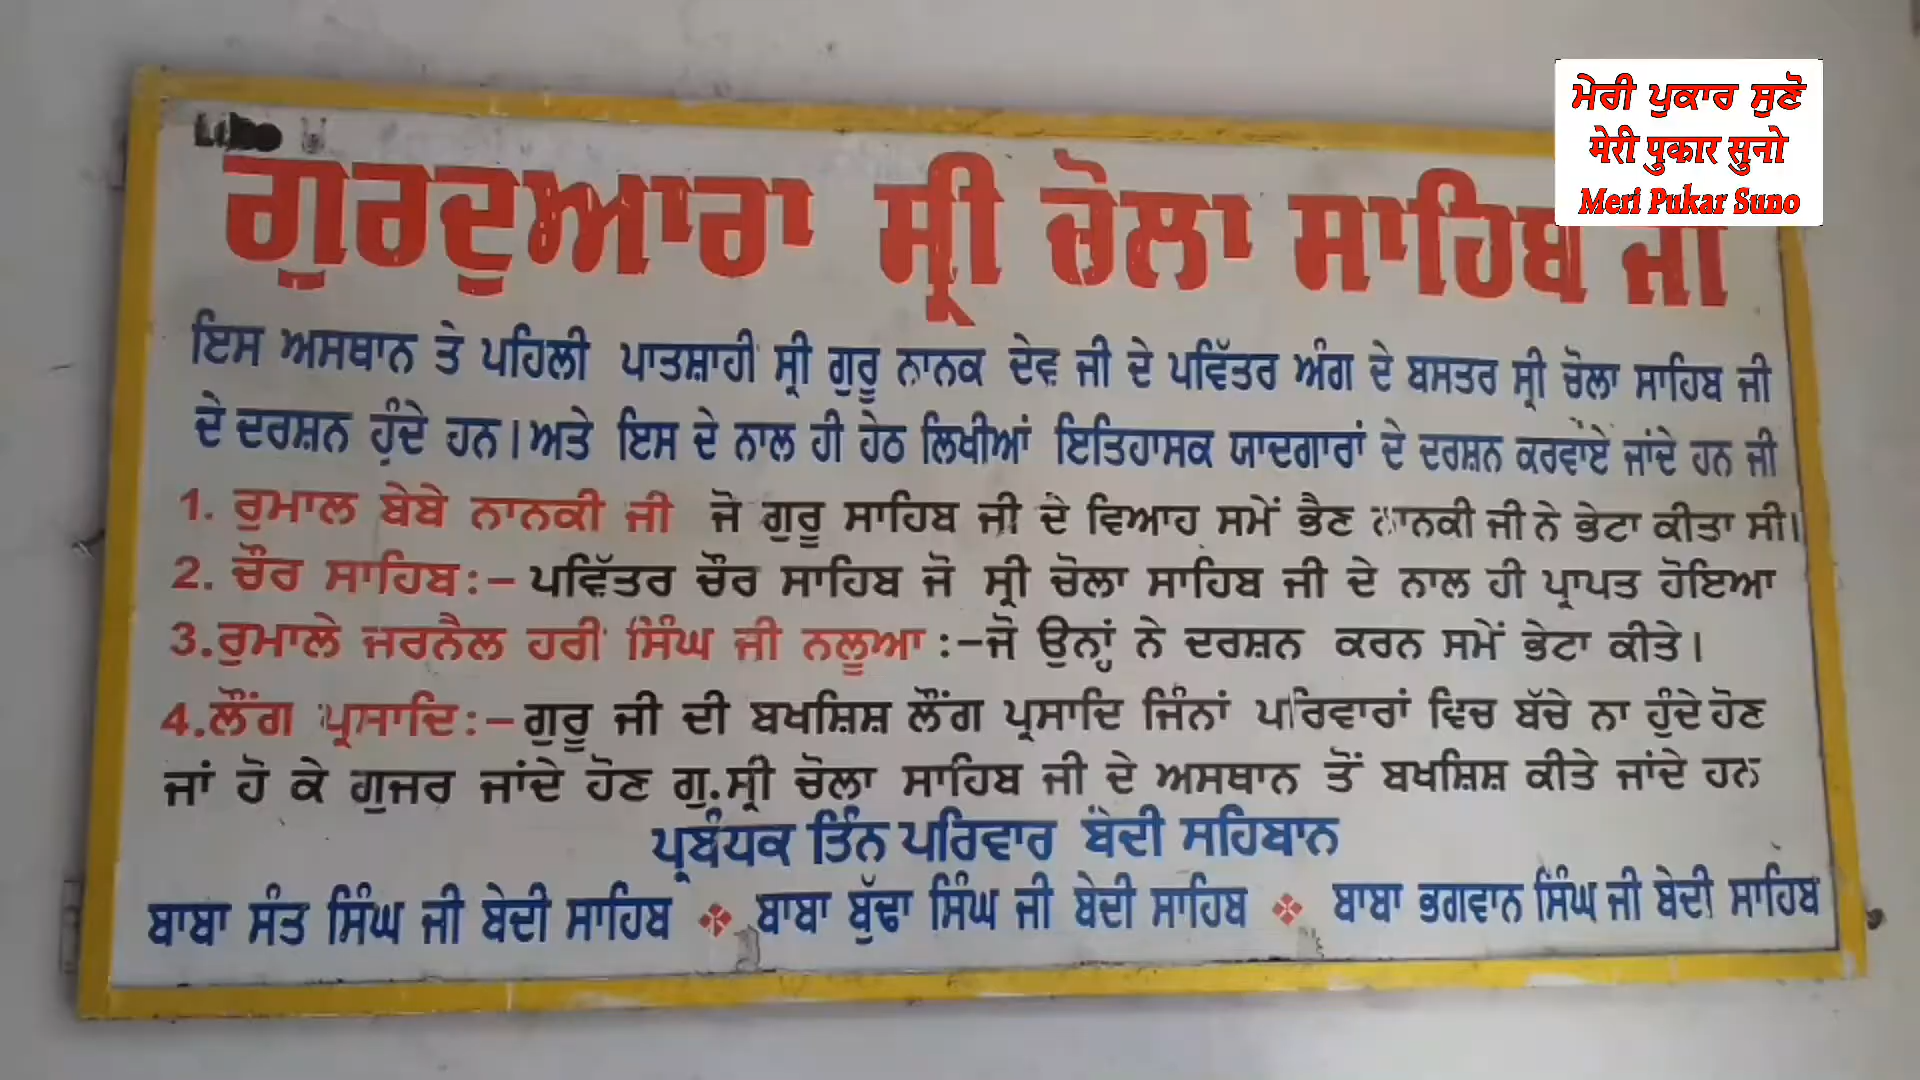 ਮੇਰੀ ਪੁਕਾਰ ਸੁਣੋ
मेरी पुकार सुनो
Meri Pukar Suno
ਗੁਰਦੁਆਰਾ ਸ੍ਰੀ ਚੋਲਾ ਸਾਹਿਬ ਜੀ
ਇਸ ਅਸਥਾਨ ਤੇ ਪਹਿਲੀ ਪਾਤਸ਼ਾਹੀ ਸ੍ਰੀ ਗੁਰੂ ਨਾਨਕ ਦੇਵ ਜੀ ਦੇ ਪਵਿੱਤਰ ਅੰਗ ਦੇ ਬਸਤਰ ਸ੍ਰੀ ਚੋਲਾ ਸਾਹਿਬ ਜੀ
ਦੇ ਦਰਸ਼ਨ ਹੁੰਦੇ ਹਨ। ਅਤੇ ਇਸ ਦੇ ਨਾਲ ਹੀ ਹੇਠ ਲਿਖੀਆਂ ਇਤਿਹਾਸਕ ਯਾਦਗਾਰਾਂ ਦੇ ਦਰਸ਼ਨ ਕਰਵਾਏ ਜਾਂਦੇ ਹਨ ਜੀ
1. ਰੁਮਾਲ ਬੇਬੇ ਨਾਨਕੀ ਜੀ ਜੋ ਗੁਰੂ ਸਾਹਿਬ ਜੀ ਦੇ ਵਿਆਹ ਸਮੇਂ ਭੈਣ ਨਾਨਕੀ ਜੀ ਨੇ ਭੇਟਾ ਕੀਤਾ ਸੀ।
2. ਚੌਰ ਸਾਹਿਬ:- ਪਵਿੱਤਰ ਚੌਰ ਸਾਹਿਬ ਜੋ ਸ੍ਰੀ ਚੋਲਾ ਸਾਹਿਬ ਜੀ ਦੇ ਨਾਲ ਹੀ ਪ੍ਰਾਪਤ ਹੋਇਆ
3. ਰੁਮਾਲੇ ਜਰਨੈਲ ਹਰੀ ਸਿੰਘ ਜੀ ਨਲੂਆ :-ਜੋ ਉਨ੍ਹਾਂ ਨੇ ਦਰਸ਼ਨ ਕਰਨ ਸਮੇਂ ਭੇਟਾ ਕੀਤੇ।
4. ਲੌਂਗ ਪ੍ਰਸਾਦਿ:- ਗੁਰੂ ਜੀ ਦੀ ਬਖਸ਼ਿਸ਼ ਲੌਂਗ ਪ੍ਰਸਾਦਿ ਜਿੰਨਾਂ ਪਰਿਵਾਰਾਂ ਵਿਚ ਬੱਚੇ ਨਾ ਹੁੰਦੇ ਹੋਣ
ਜਾਂ ਹੋ ਕੇ ਗੁਜਰ ਜਾਂਦੇ ਹੋਣ ਗੁ.ਸ੍ਰੀ ਚੋਲਾ ਸਾਹਿਬ ਜੀ ਦੇ ਅਸਥਾਨ ਤੋਂ ਬਖਸ਼ਿਸ਼ ਕੀਤੇ ਜਾਂਦੇ ਹਨ
ਪ੍ਰਬੰਧਕ ਤਿੰਨ ਪਰਿਵਾਰ ਬੇਦੀ ਸਹਿਬਾਨ
ਬਾਬਾ ਸੰਤ ਸਿੰਘ ਜੀ ਬੇਦੀ ਸਾਹਿਬ ❖ ਬਾਬਾ ਬੁੱਢਾ ਸਿੰਘ ਜੀ ਬੇਦੀ ਸਾਹਿਬ ❖ ਬਾਬਾ ਭਗਵਾਨ ਸਿੰਘ ਜੀ ਬੇਦੀ ਸਾਹਿਬ